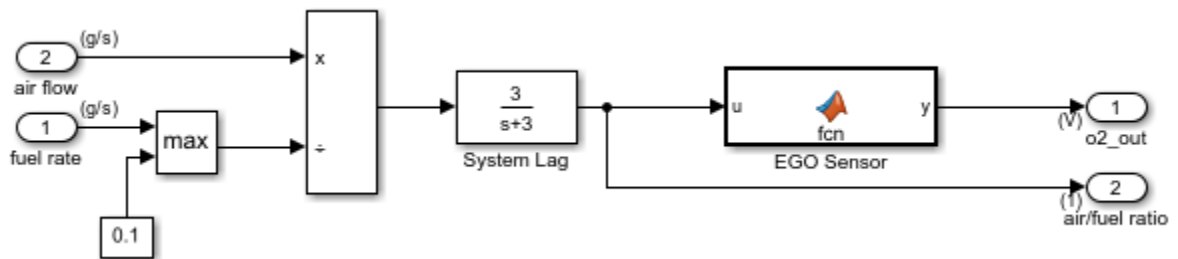 (g/s)
2
x
air flow
(g/s)
1
fuel rate
max
÷
0.1
3
s+3
System Lag
u
fcn
y
EGO Sensor
1
(V)
o2_out
2
(1)
air/fuel ratio